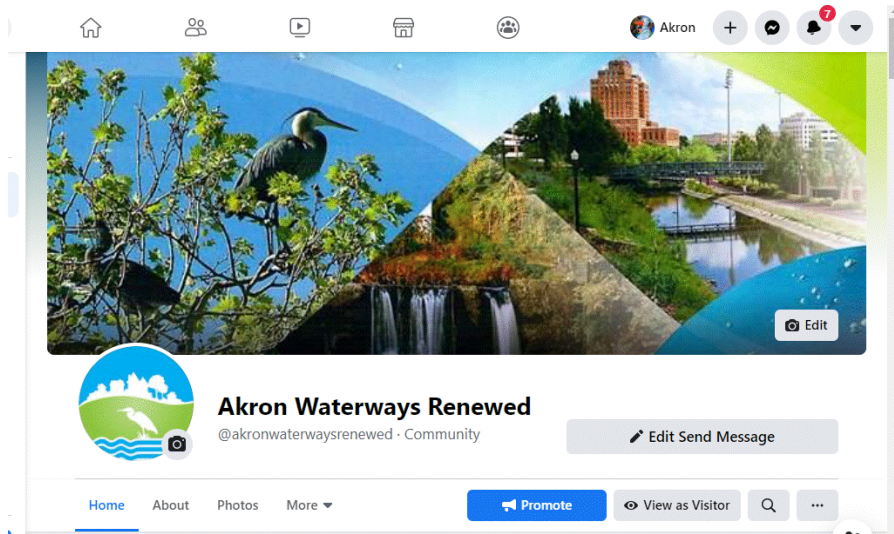 Akron
7
Edit
Akron Waterways Renewed
@akronwaterwaysrenewed · Community
Edit Send Message
Home About Photos More
Promote View as Visitor